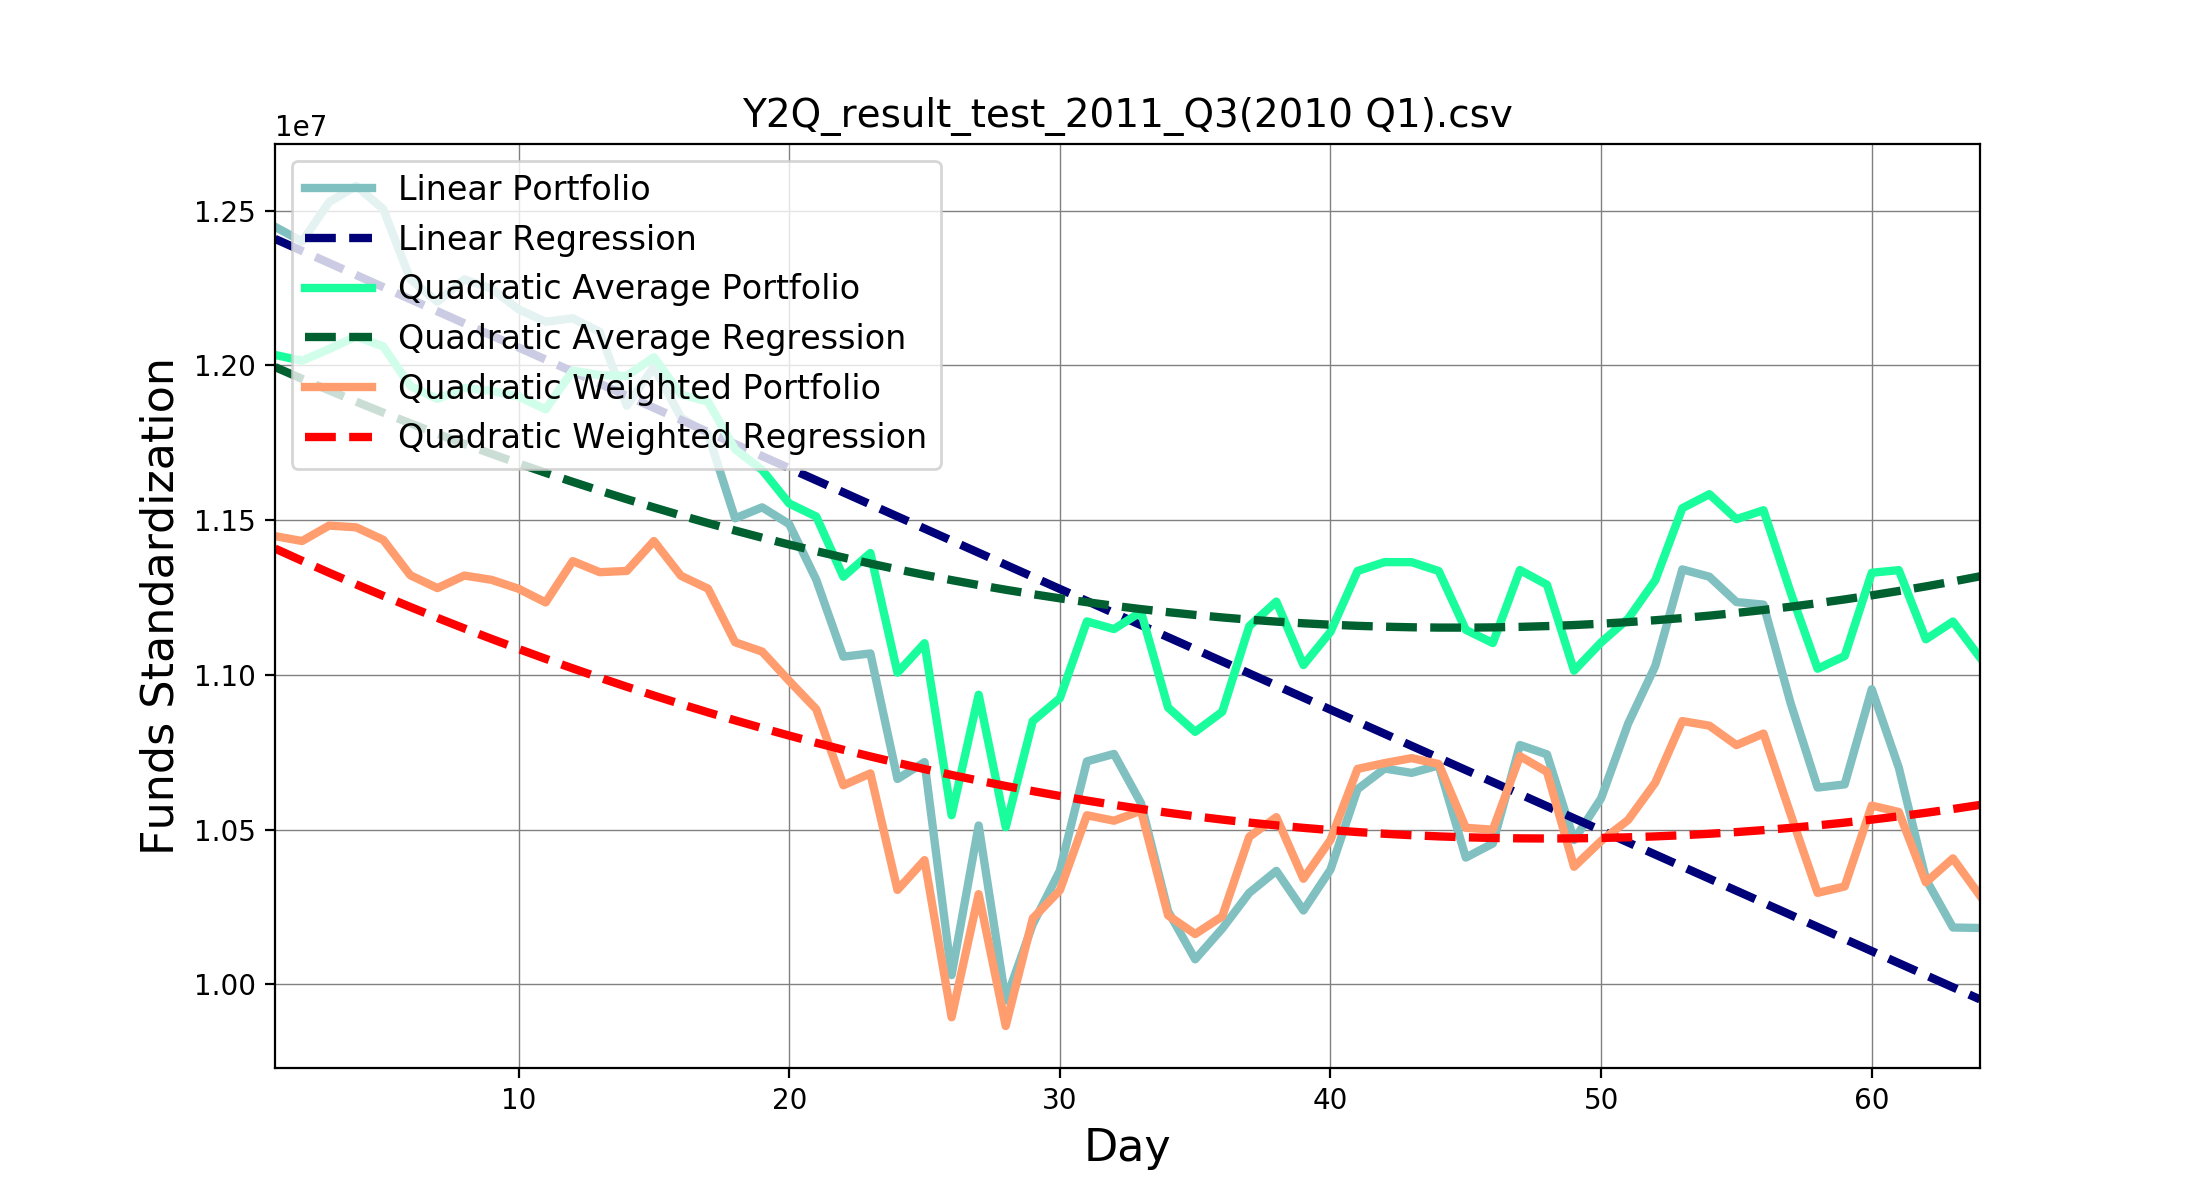 Y2Q_result_test_2011_Q3(2010 Q1).csv
1e7
Linear Portfolio
Linear Regression
Quadratic Average Portfolio
Quadratic Average Regression
Quadratic Weighted Portfolio
Quadratic Weighted Regression
1.25
1.20
1.15
1.10
1.05
1.00
Funds Standardization
10 20 30 40 50 60
Day